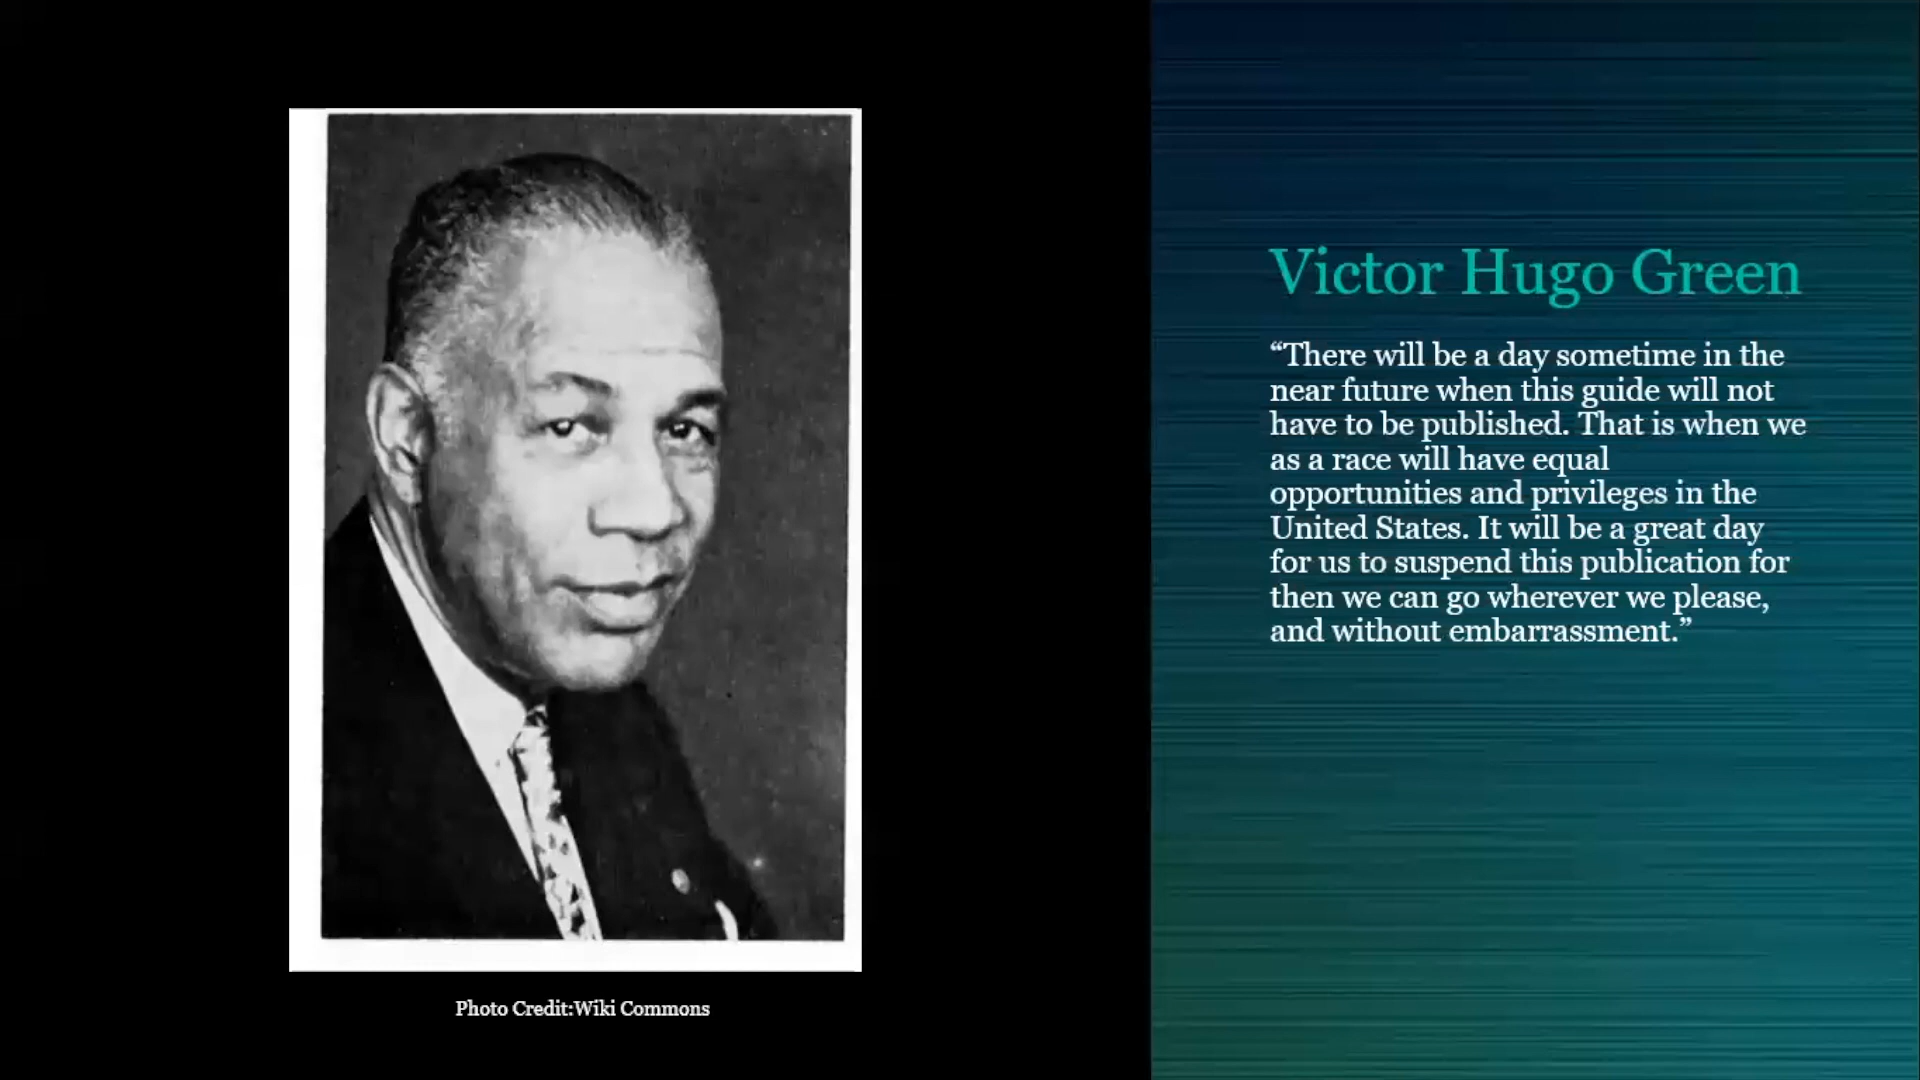 Victor Hugo Green
“There will be a day sometime in the
near future when this guide will not
have to be published. That is when we
as a race will have equal
opportunities and privileges in the
United States. It will be a great day
for us to suspend this publication for
then we can go wherever we please,
and without embarrassment.”
Photo Credit:Wiki Commons